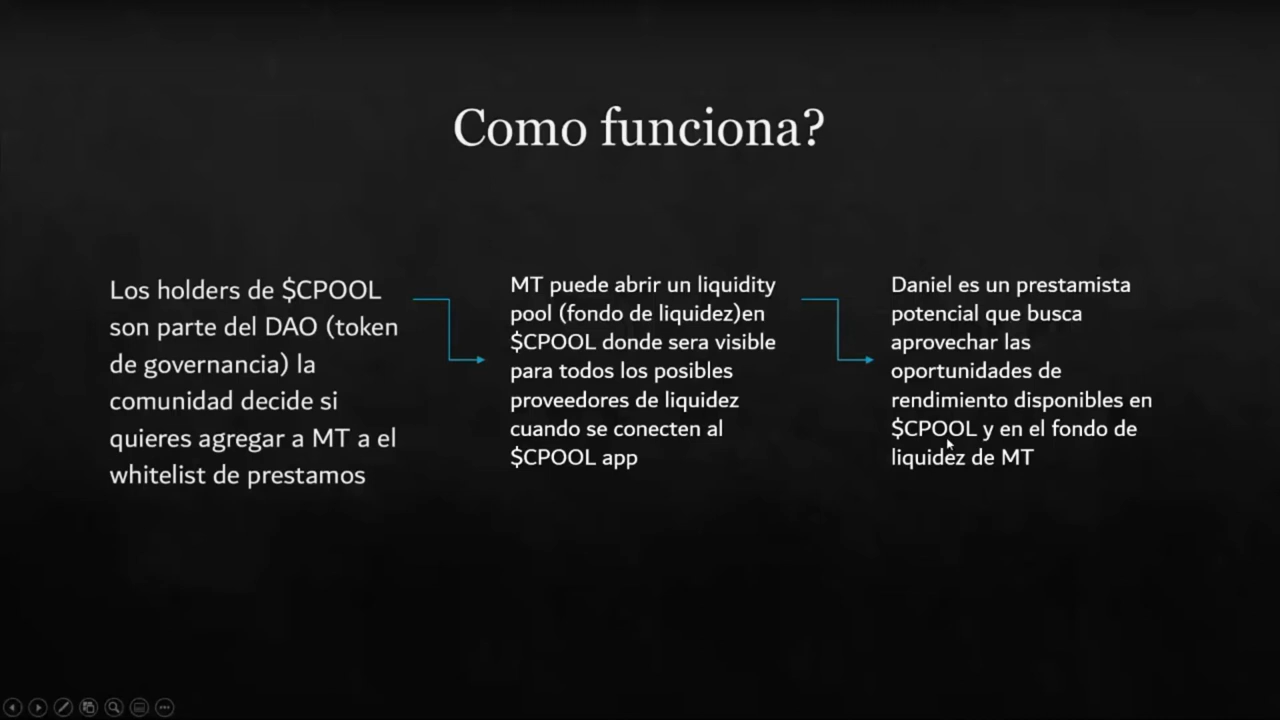 Como funciona?
Los holders de $CPOOL
son parte del DAO (token
de governancia) la
comunidad decide si
quieres agregar a MT a el
whitelist de prestamos
MT puede abrir un liquidity
pool (fondo de liquidez)en
$CPOOL donde sera visible
para todos los posibles
proveedores de liquidez
cuando se conecten al
$CPOOL app
Daniel es un prestamista
potencial que busca
aprovechar las
oportunidades de
rendimiento disponibles en
$CPOOL y en el fondo de
liquidez de MT